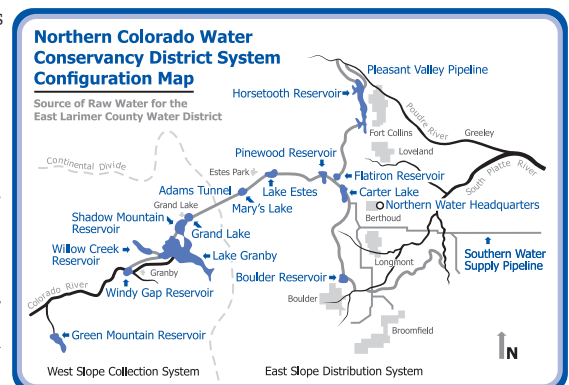 Northern Colorado Water
Conservancy District System
Configuration Map
Source of Raw Water for the
East Larimer County Water District
Pleasant Valley Pipeline
Horsetooth Reservoir
Poudre River
Fort Collins
Greeley
Continental Divide
Pinewood Reservoir
Loveland
South Platte River
Estes Park
Flatiron Reservoir
Adams Tunnel
Lake Estes
Carter Lake
Grand Lake
Mary's Lake
Northern Water Headquarters
Berthoud
Shadow Mountain
Reservoir
Grand Lake
Willow Creek
Reservoir
Lake Granby
Longmont
Southern Water
Supply Pipeline
Granby
Boulder Reservoir
Colorado River
Windy Gap Reservoir
Boulder
Green Mountain Reservoir
Broomfield
N
West Slope Collection System
East Slope Distribution System